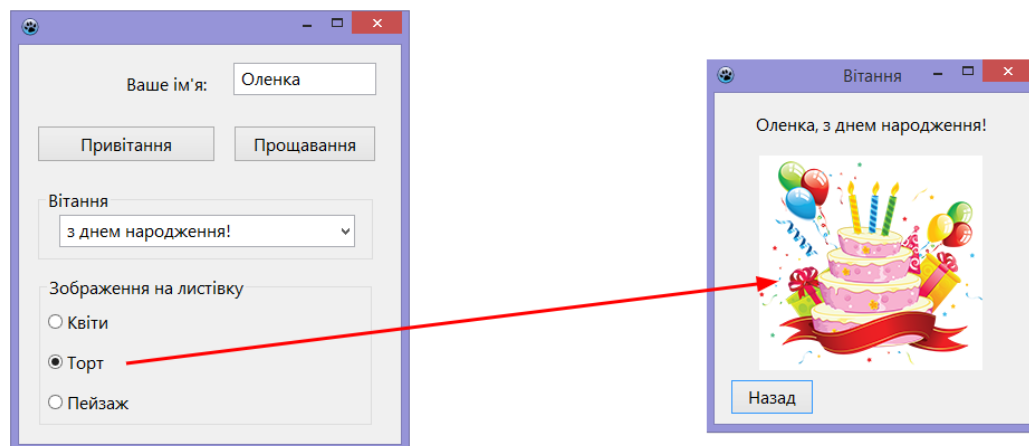 Ваше ім'я:
Оленка
Привітання
Прощавання
Вітання
з днем народження!
Зображення на листівку
Квіти
Торт
Пейзаж
Вітання
Оленка, з днем народження!
Назад